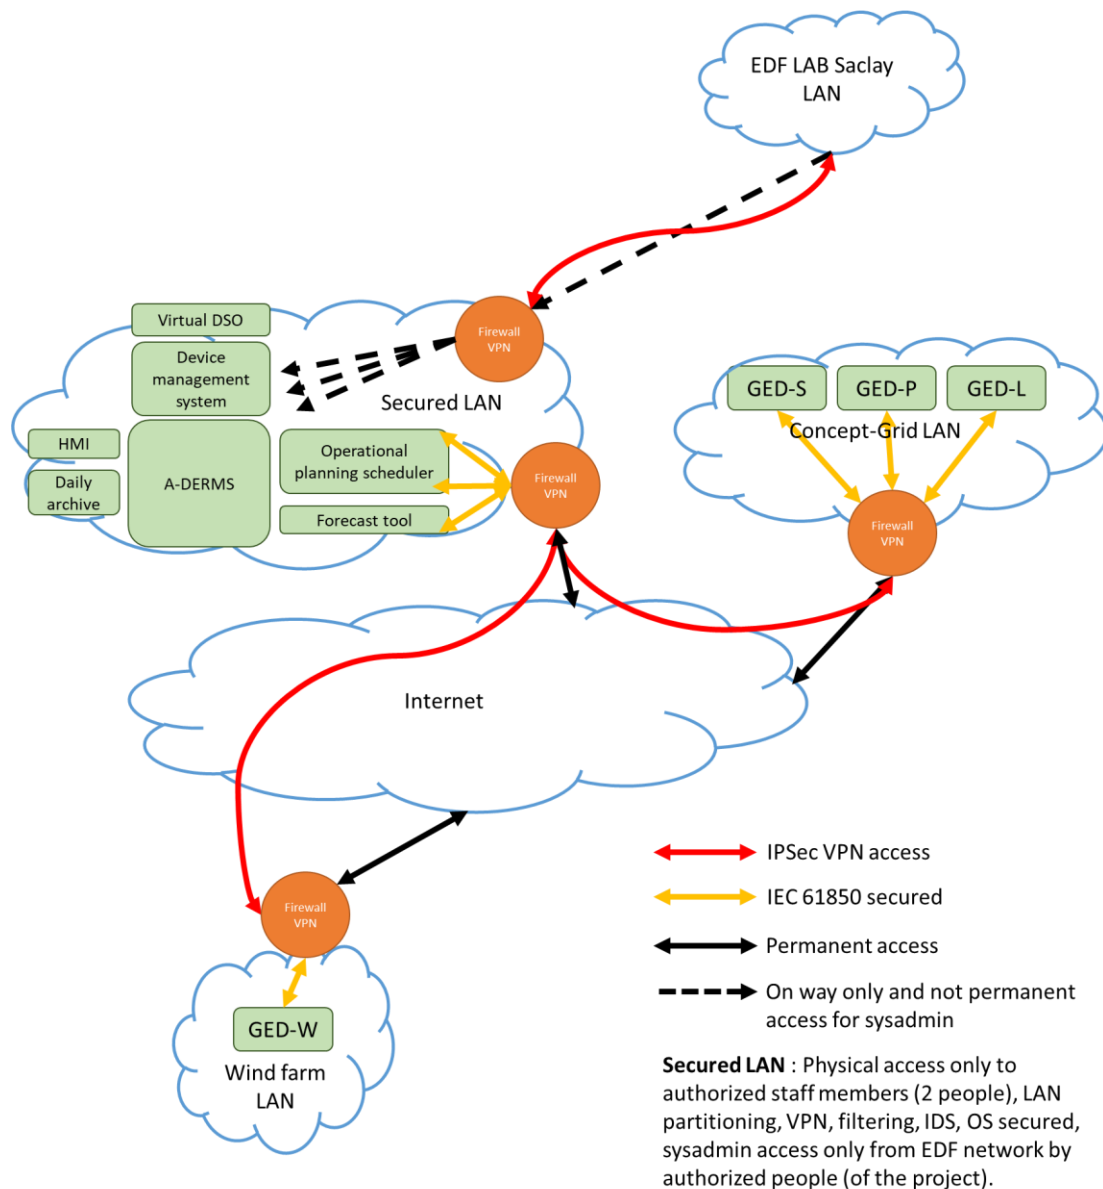 EDF LAB Saclay
LAN
Virtual DSO
Device
management
system
Firewall
VPN
Secured LAN
HMI
Daily
archive
A-DERMS
Operational
planning scheduler
Forecast tool
Firewall
VPN
GED-S
GED-P
GED-L
Concept-Grid LAN
Firewall
VPN
Internet
Firewall
VPN
GED-W
Wind farm
LAN
IPSec VPN access
IEC 61850 secured
Permanent access
On way only and not permanent
access for sysadmin
Secured LAN : Physical access only to
authorized staff members (2 people), LAN
partitioning, VPN, filtering, IDS, OS secured,
sysadmin access only from EDF network by
authorized people (of the project).